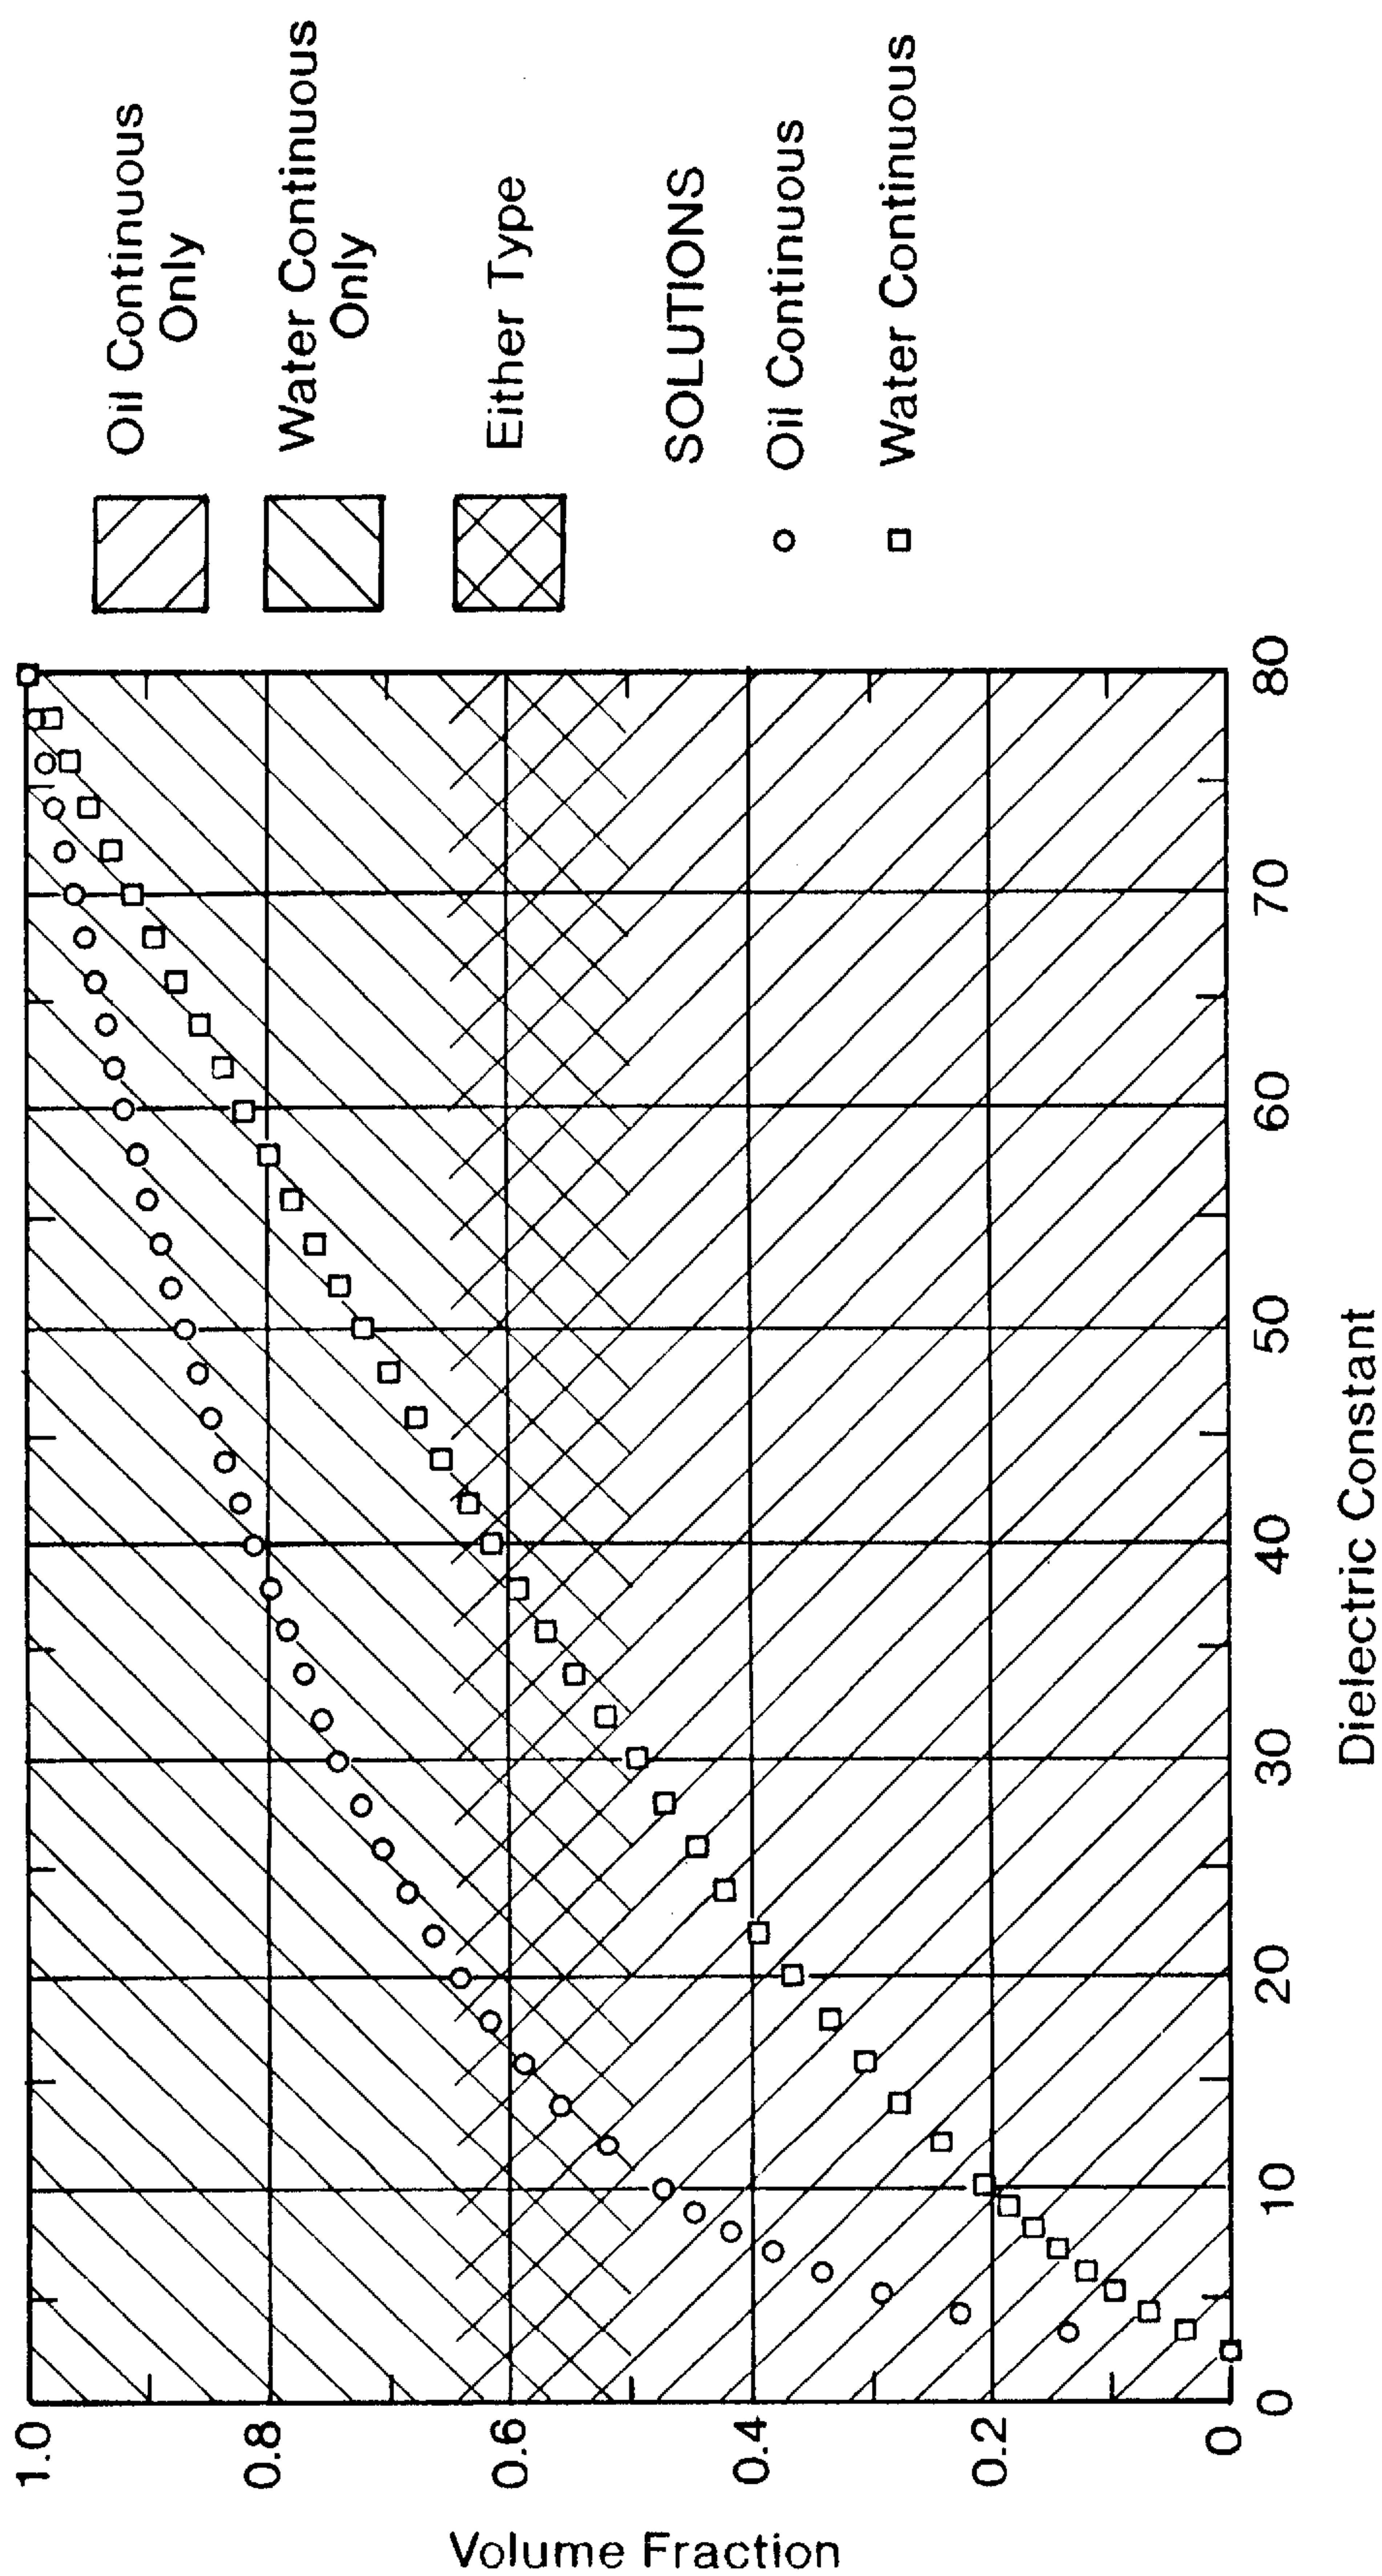 Volume Fraction
1.0
0.8
0.6
0.4
0.2
0
0
10
20
30
40
50
60
70
80
Dielectric Constant
Oil Continuous
Only
Water Continuous
Only
Either Type
SOLUTIONS
Oil Continuous
Water Continuous